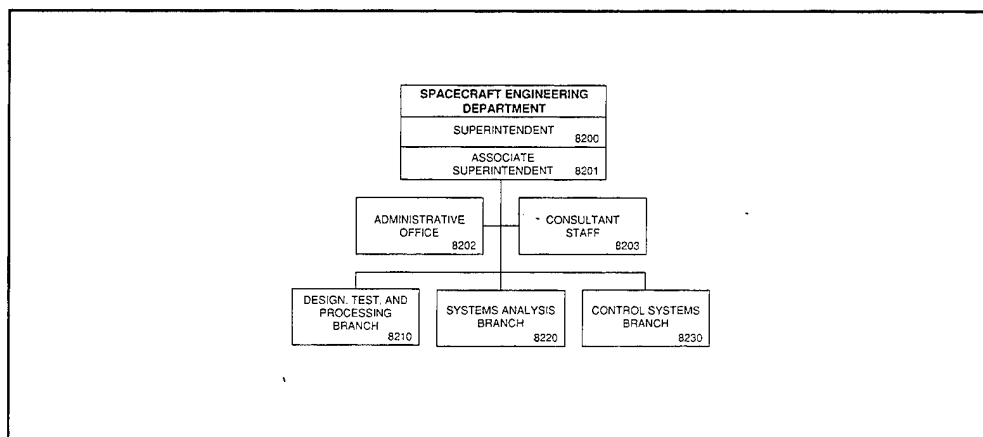 SPACECRAFT ENGINEERING
DEPARTMENT
SUPERINTENDENT
8200
ASSOCIATE
SUPERINTENDENT
8201
ADMINISTRATIVE
OFFICE
8202
CONSULTANT
STAFF
8203
DESIGN, TEST, AND
PROCESSING
BRANCH
8210
SYSTEMS ANALYSIS
BRANCH
8220
CONTROL SYSTEMS
BRANCH
8230